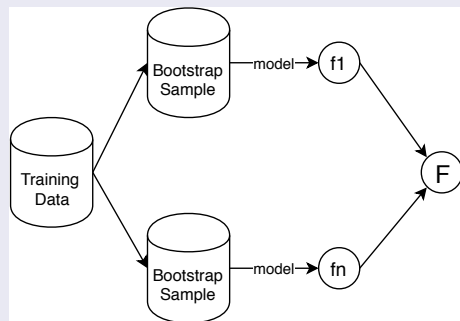 Bootstrap
Sample
model
f1
Training
Data
F
Bootstrap
Sample
model
fn